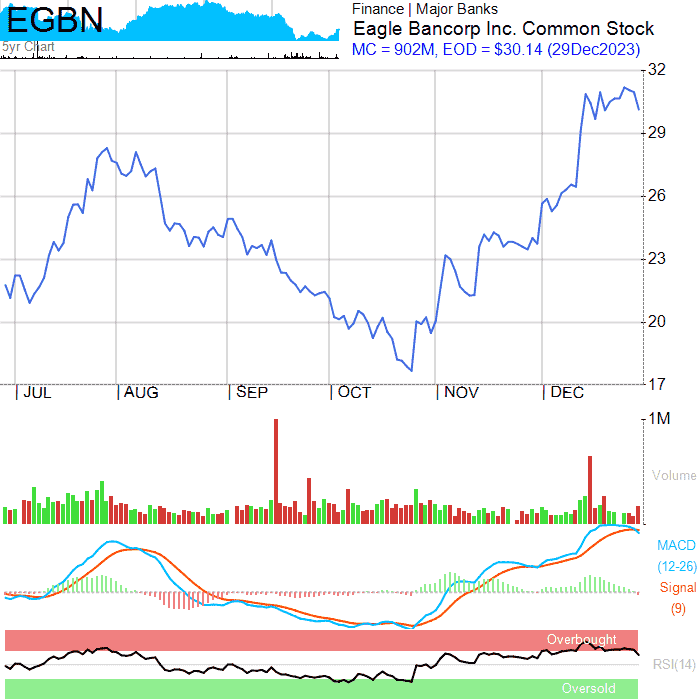 EGBN
5yr Chart
Finance | Major Banks
Eagle Bancorp Inc. Common Stock
MC = 902M, EOD = $30.14 (29Dec2023)
32
29
26
23
20
17
| JUL | AUG | SEP | OCT | NOV | DEC
1M
Volume
MACD
(12-26)
Signal
(9)
Overbought
RSI(14)
Oversold